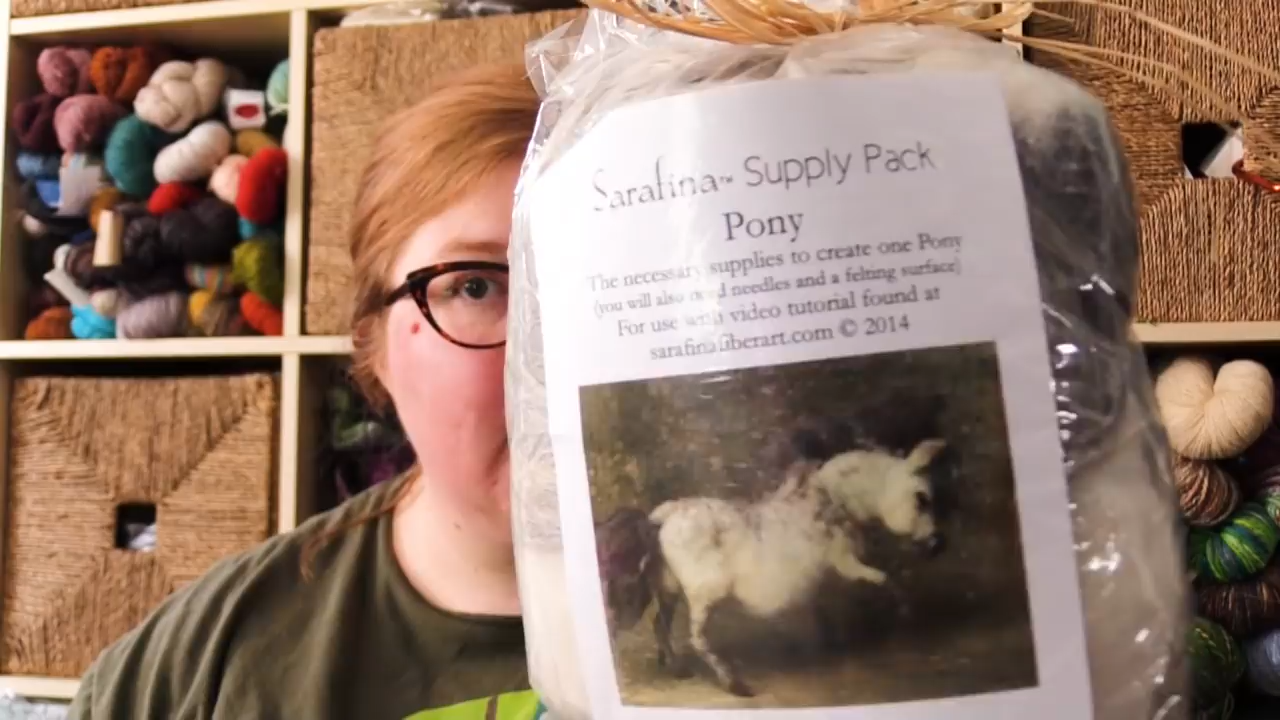 Sarafina™ Supply Pack
Pony
The necessary supplies to create one Pony
(you will also need needles and a felting surface)
For use with video tutorial found at
sarafinafiberart.com © 2014